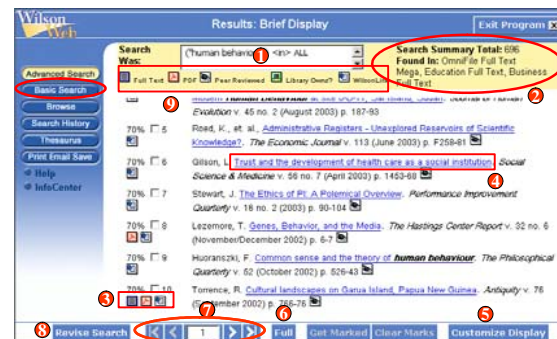 Wilson
Web
Results: Brief Display
Exit Program
Search
Was:
("human behavio
<in> ALL
1
Search Summary Total: 696
Found In: OmniFile Full Text
Mega, Education Full Text, Business
Full Text
2
Full Text
PDF
Peer Reviewed
Library Owns?
WilsonLin
9
Advanced Search
Basic Search
Browse
Search History
Thesaurus
Print Email Save
Help
InfoCenter
Evolution v. 45 no. 2 (August 2003) p. 187-93
70% 5 Roed, K., et. al., Administrative Registers - Unexplored Reservoirs of Scientific
Knowledge?. The Economic Journal v. 113 (June 2003) p. F258-81
70% 6 Gilson, L. Trust and the development of health care as a social institution. Social
Science & Medicine v. 56 no. 7 (April 2003) p. 1453-68
4
70% 7 Stewart, J. The Ethics of PI: A Polemical Overview. Performance Improvement
Quarterly v. 16 no. 2 (2003) p. 90-104
70% 8 Lezemore, T. Genes, Behavior, and the Media. The Hastings Center Report v. 32 no. 6
(November/December 2002) p. 6-7
70% 9 Huoranszki, F. Common sense and the theory of human behaviour. The Philosophical
Quarterly v. 52 (October 2002) p. 526-43
70% 10 Torrence, R. Cultural landscapes on Garua Island, Papua New Guinea. Antiquity v. 76
(September 2002) p. 766-76
3
7
6
5
8
Revise Search
1
Full
Get Marked
Clear Marks
Customize Display